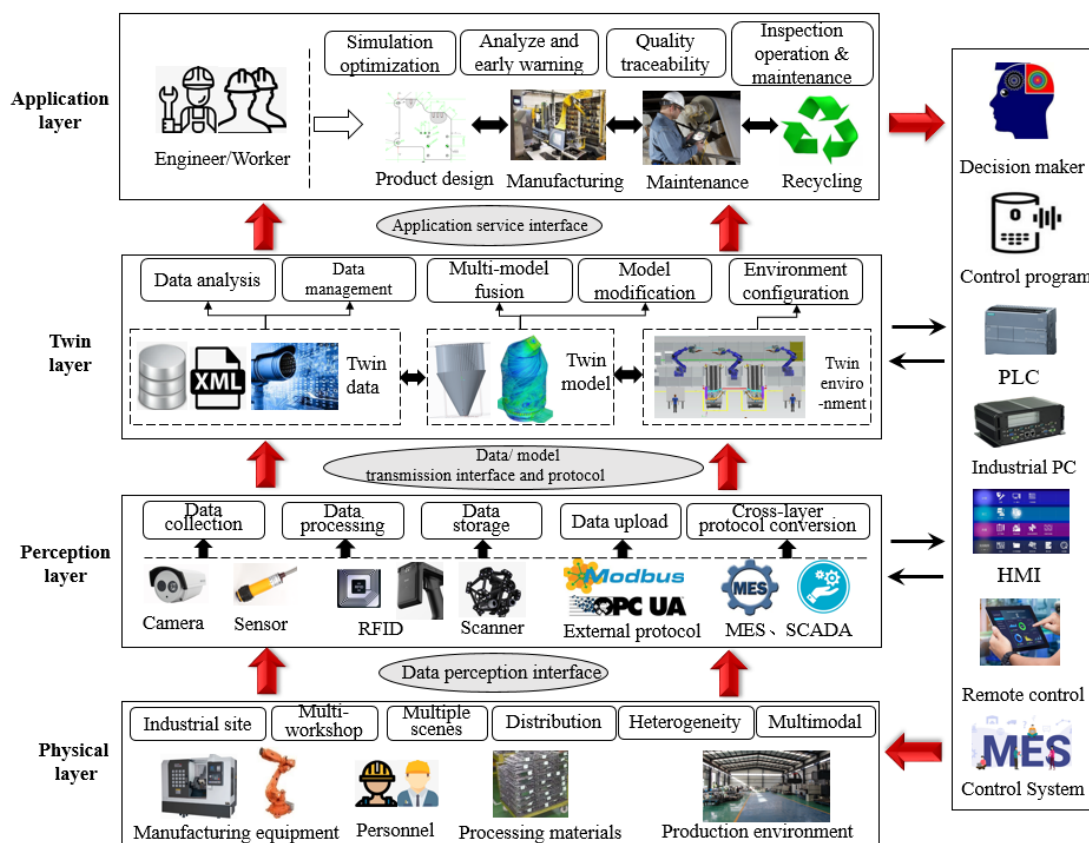 Application
layer
Simulation
optimization
Analyze and
early warning
Quality
traceability
Inspection
operation &
maintenance
Engineer/Worker
Product design
Manufacturing
Maintenance
Recycling
Application service interface
Twin
layer
Data analysis
Data
management
Multi-model
fusion
Model
modification
Environment
configuration
XML
Twin
data
Twin
model
Twin
enviro
-nment
Data/ model
transmission interface and protocol
Perception
layer
Data
collection
Data
processing
Data
storage
Data upload
Cross-layer
protocol conversion
Camera
Sensor
RFID
Scanner
Modbus
OPC UA
External protocol
MES
MES、SCADA
Data perception interface
Physical
layer
Industrial site
Multi-
workshop
Multiple
scenes
Distribution
Heterogeneity
Multimodal
Manufacturing equipment
Personnel
Processing materials
Production environment
Decision maker
Control program
PLC
Industrial PC
HMI
Remote control
MES
Control System